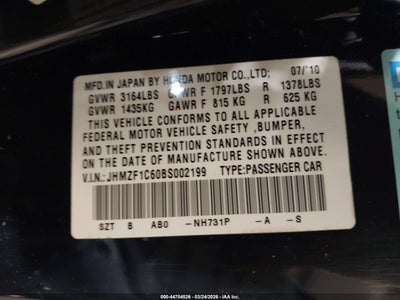 MFD. IN JAPAN BY HONDA MOTOR CO.,LTD. 07/10
GVWR 3164LBS GAWR F 1797LBS R 1378LBS
GVWR 1435KG GAWR F 815 KG R 625 KG
THIS VEHICLE CONFORMS TO ALL APPLICABLE
FEDERAL MOTOR VEHICLE SAFETY ,BUMPER,
AND THEFT PREVENTION STANDARDS IN EFFECT
ON THE DATE OF MANUFACTURE SHOWN ABOVE.
V.I.N.: JHMZF1C60BS002199 TYPE:PASSENGER CAR
SZT B AB0 -NH731P -A -S
000-44704526 - 03/24/2026 - IAAI.COM